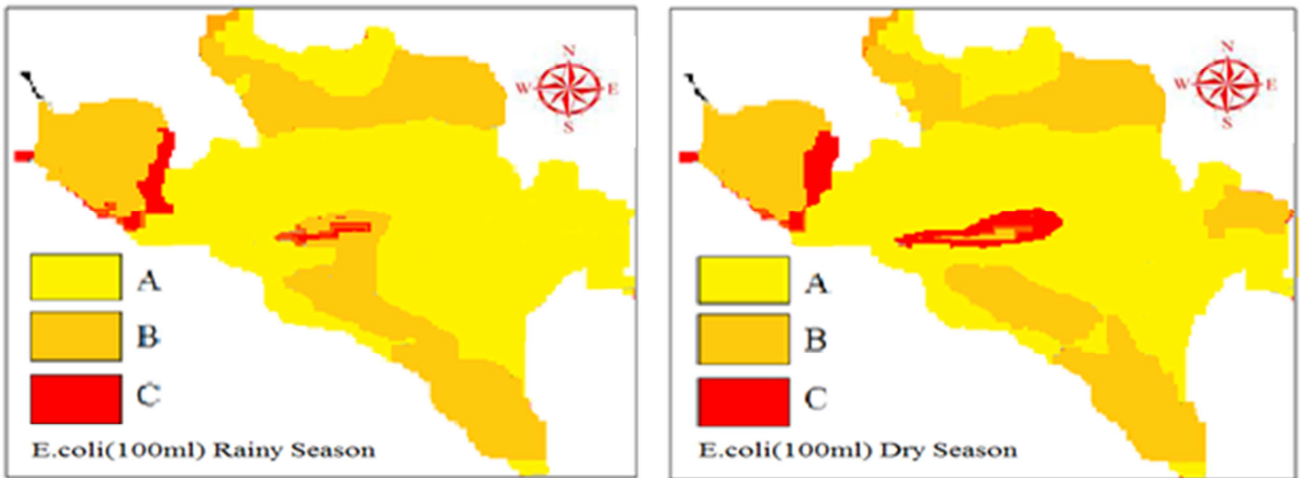 N
W E
S
A
B
C
E.coli(100ml) Rainy Season
N
W E
S
A
B
C
E.coli(100ml) Dry Season